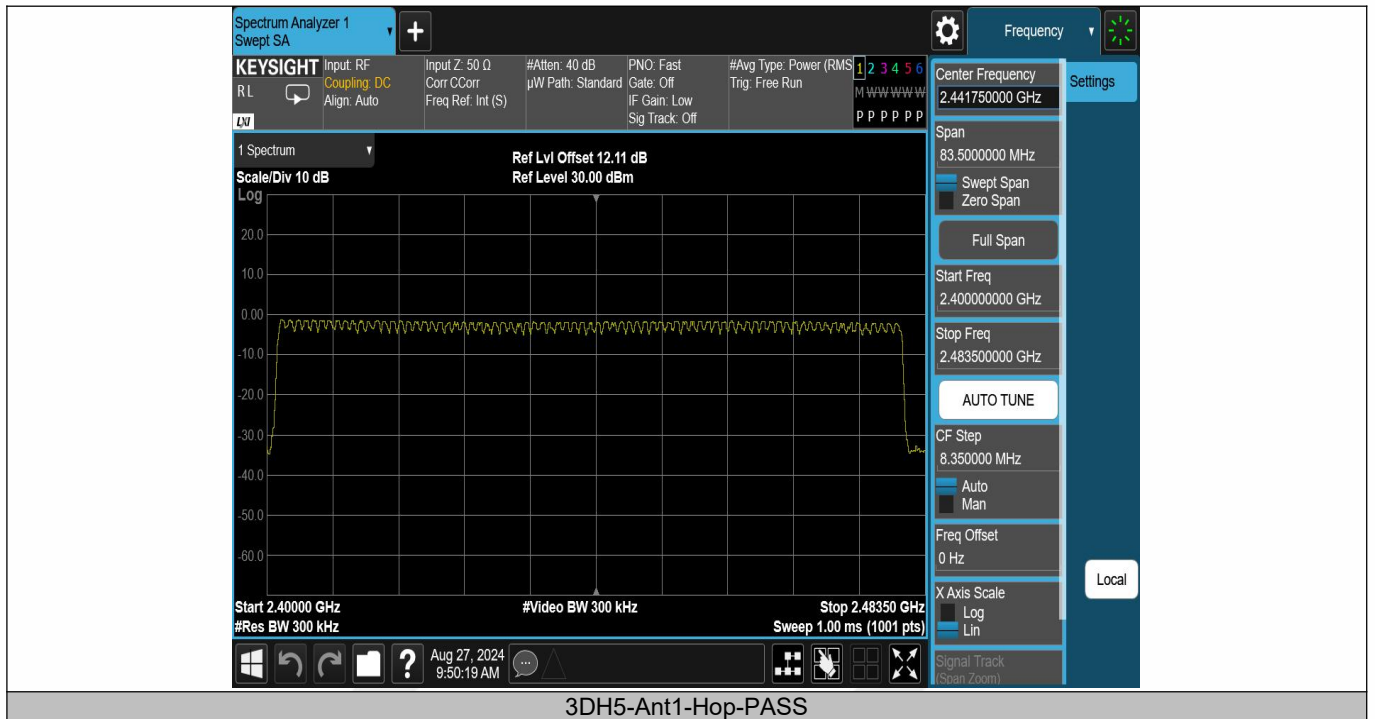 Spectrum Analyzer 1
Swept SA
Frequency
KEYSIGHT
RL
LXI
Input: RF
Coupling: DC
Align: Auto
Input Z: 50 Ω
Corr CCorr
Freq Ref: Int (S)
#Atten: 40 dB
µW Path: Standard
PNO: Fast
Gate: Off
IF Gain: Low
Sig Track: Off
#Avg Type: Power (RMS
Trig: Free Run
1 2 3 4 5 6
M W W W W W
P P P P P P
1 Spectrum
Scale/Div 10 dB
Ref Lvl Offset 12.11 dB
Ref Level 30.00 dBm
Log
20.0
10.0
0.00
-10.0
-20.0
-30.0
-40.0
-50.0
-60.0
Start 2.40000 GHz
#Res BW 300 kHz
#Video BW 300 kHz
Stop 2.48350 GHz
Sweep 1.00 ms (1001 pts)
Center Frequency
2.441750000 GHz
Settings
Span
83.5000000 MHz
Swept Span
Zero Span
Full Span
Start Freq
2.400000000 GHz
Stop Freq
2.483500000 GHz
AUTO TUNE
CF Step
8.350000 MHz
Auto
Man
Freq Offset
0 Hz
X Axis Scale
Log
Lin
Local
Signal Track
(Span Zoom)
Aug 27, 2024
9:50:19 AM
3DH5-Ant1-Hop-PASS